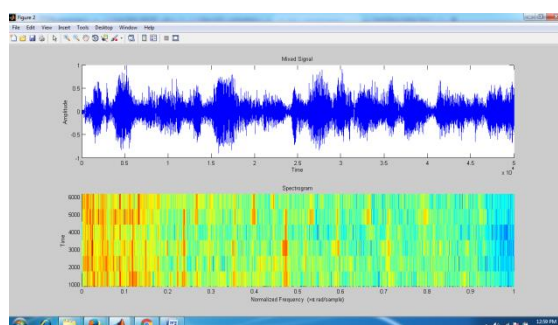 Figure 2
File Edit View Insert Tools Desktop Window Help
Mixed Signal
1
0.5
0
-0.5
-1
Amplitude
0 0.5 1 1.5 2 2.5 3 3.5 4 4.5 5
Time
Spectrogram
6000
5000
4000
3000
2000
1000
Time
0 0.1 0.2 0.3 0.4 0.5 0.6 0.7 0.8 0.9 1
Normalized Frequency (×π rad/sample)
12:59 PM